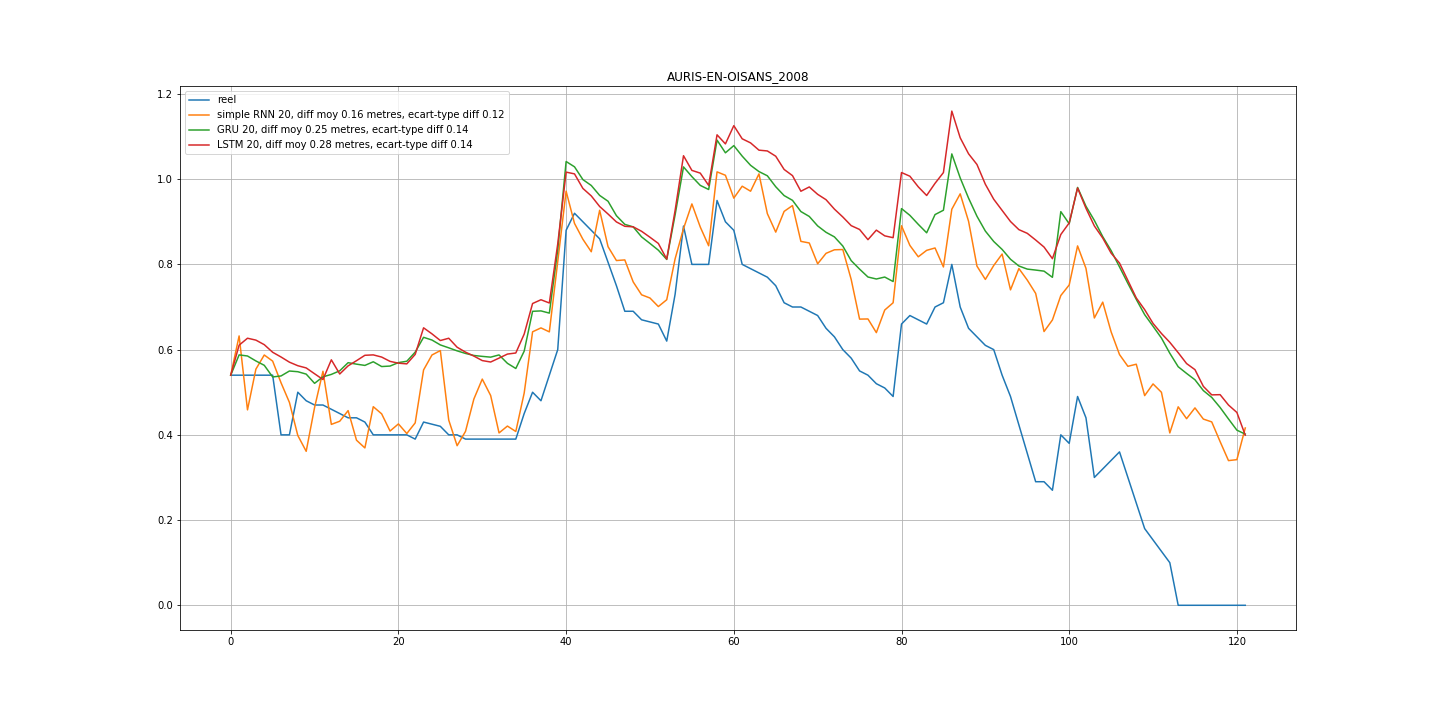 AURIS-EN-OISANS_2008
reel
simple RNN 20, diff moy 0.16 metres, ecart-type diff 0.12
GRU 20, diff moy 0.25 metres, ecart-type diff 0.14
LSTM 20, diff moy 0.28 metres, ecart-type diff 0.14
1.2
1.0
0.8
0.6
0.4
0.2
0.0
0 20 40 60 80 100 120